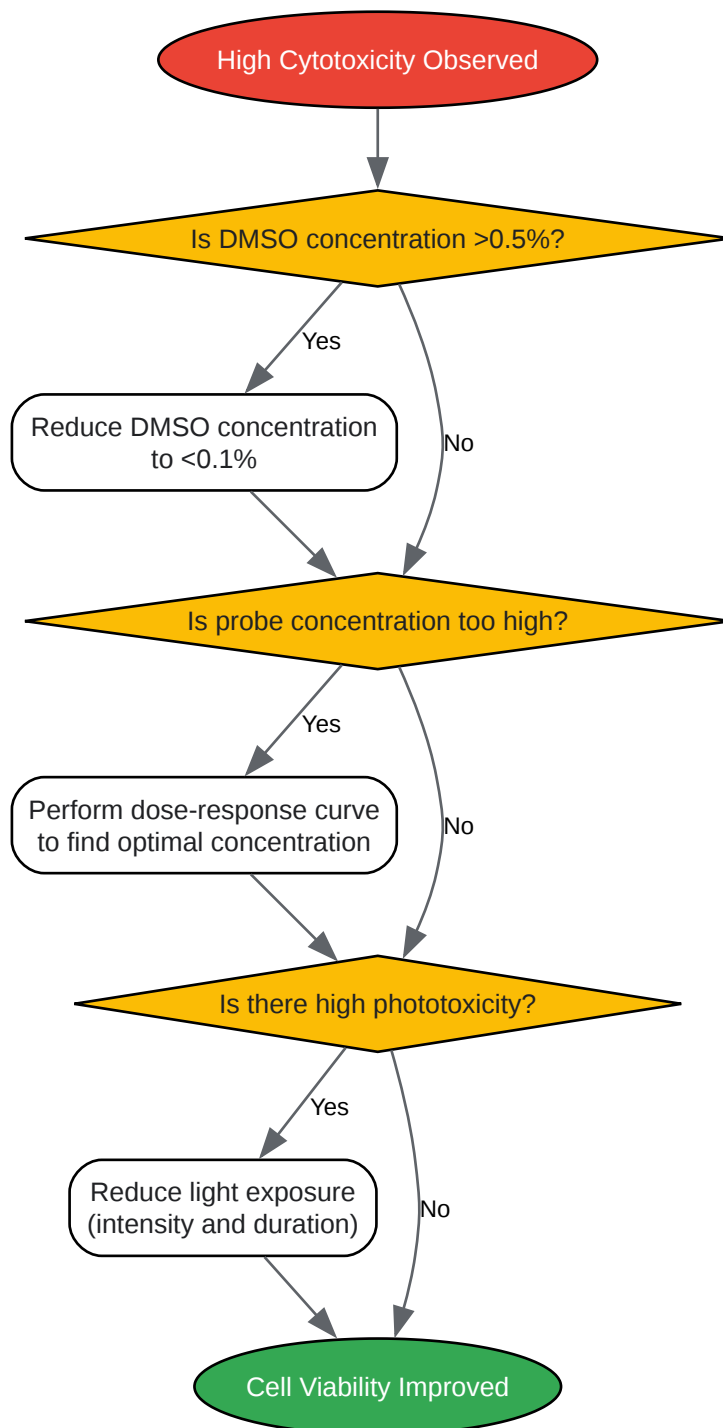 High Cytotoxicity Observed
Is DMSO concentration >0.5%?
Yes
Reduce DMSO concentration
to <0.1%
No
Is probe concentration too high?
Yes
Perform dose-response curve
to find optimal concentration
No
Is there high phototoxicity?
Yes
Reduce light exposure
(intensity and duration)
No
Cell Viability Improved